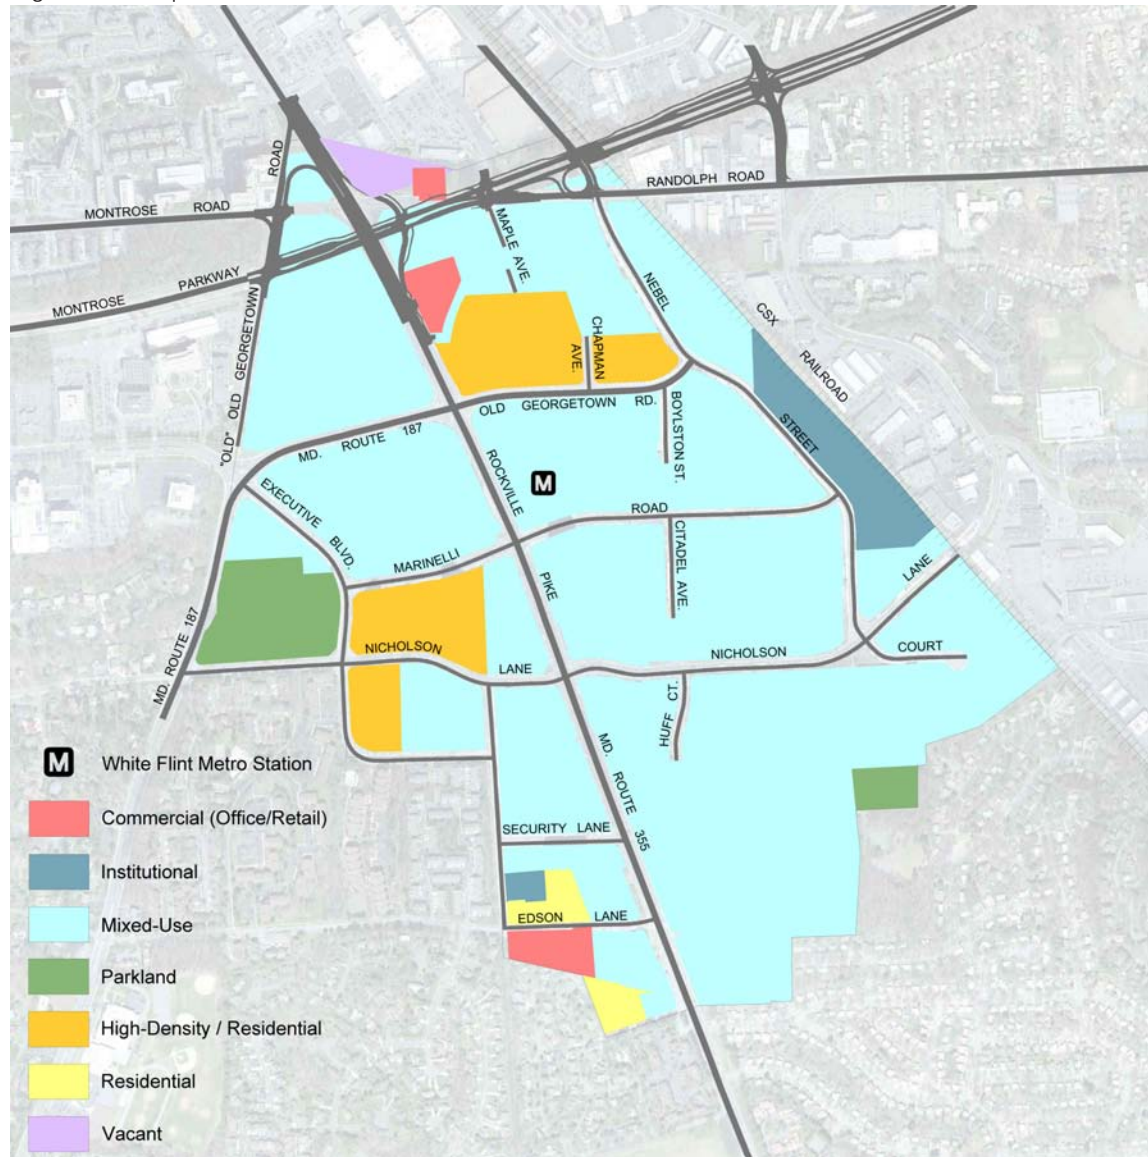 ROAD
MONTROSE ROAD
RANDOLPH ROAD
MAPLE AVE.
MONTROSE PARKWAY
NEBEL
CSX
RAILROAD
"OLD" OLD GEORGETOWN
CHAPMAN
AVE.
OLD GEORGETOWN RD.
BOYLSTON ST.
MD. ROUTE 187
STREET
EXECUTIVE
BLVD.
ROCKVILLE
M
ROAD
MARINELLI
CITADEL AVE.
PIKE
LANE
MD. ROUTE 187
NICHOLSON
LANE
NICHOLSON
COURT
HUFF CT.
MD. ROUTE 355
M White Flint Metro Station
Commercial (Office/Retail)
SECURITY LANE
Institutional
EDSON LANE
Mixed-Use
Parkland
High-Density / Residential
Residential
Vacant